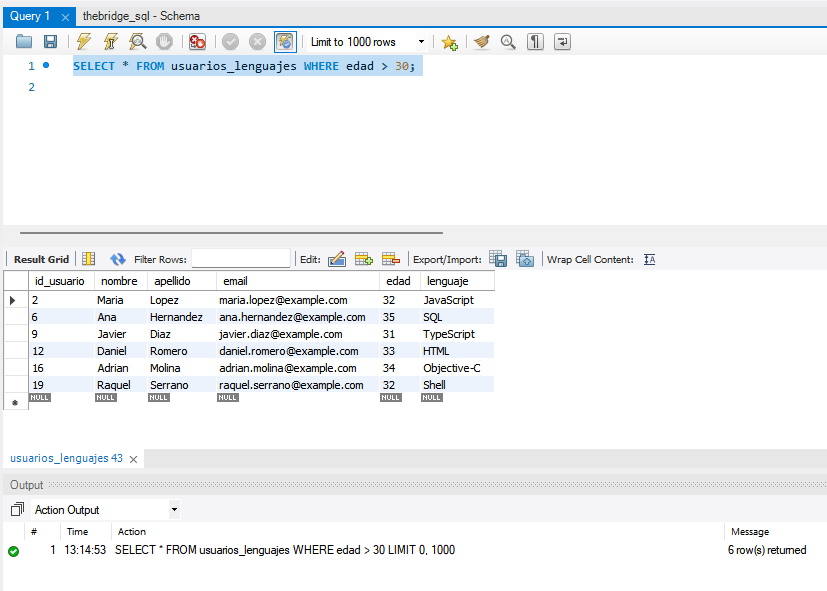 Query 1 thebridge_sql - Schema
Limit to 1000 rows
1 SELECT * FROM usuarios_lenguajes WHERE edad > 30;
2
Result Grid Filter Rows: Edit: Export/Import: Wrap Cell Content:
id_usuario nombre apellido email edad lenguaje
2 Maria Lopez maria.lopez@example.com 32 JavaScript
6 Ana Hernandez ana.hernandez@example.com 35 SQL
9 Javier Diaz javier.diaz@example.com 31 TypeScript
12 Daniel Romero daniel.romero@example.com 33 HTML
16 Adrian Molina adrian.molina@example.com 34 Objective-C
19 Raquel Serrano raquel.serrano@example.com 32 Shell
NULL NULL NULL NULL NULL NULL
usuarios_lenguajes 43
Output
Action Output
# Time Action Message
1 13:14:53 SELECT * FROM usuarios_lenguajes WHERE edad > 30 LIMIT 0, 1000 6 row(s) returned